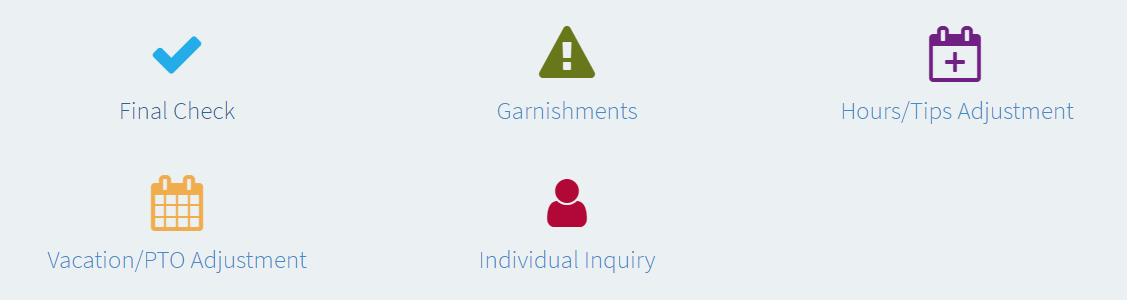 Final Check
Garnishments
Hours/Tips Adjustment
Vacation/PTO Adjustment
Individual Inquiry